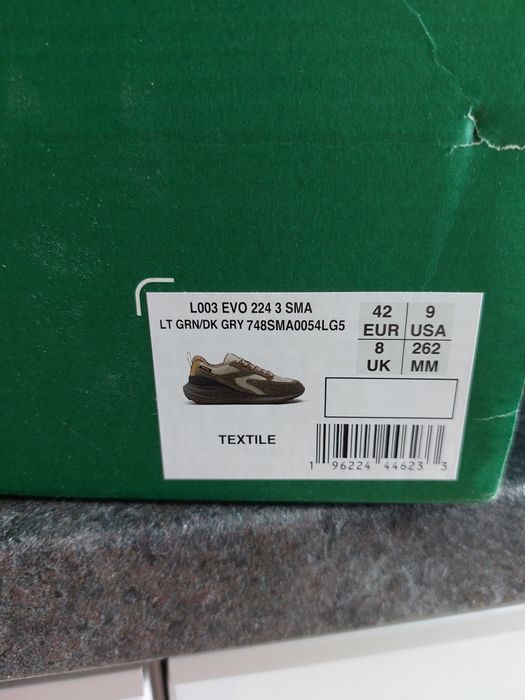 L003 EVO 224 3 SMA
LT GRN/DK GRY 748SMA0054LG5
42 EUR
9 USA
8 UK
262 MM
TEXTILE
1 96224 44623 3